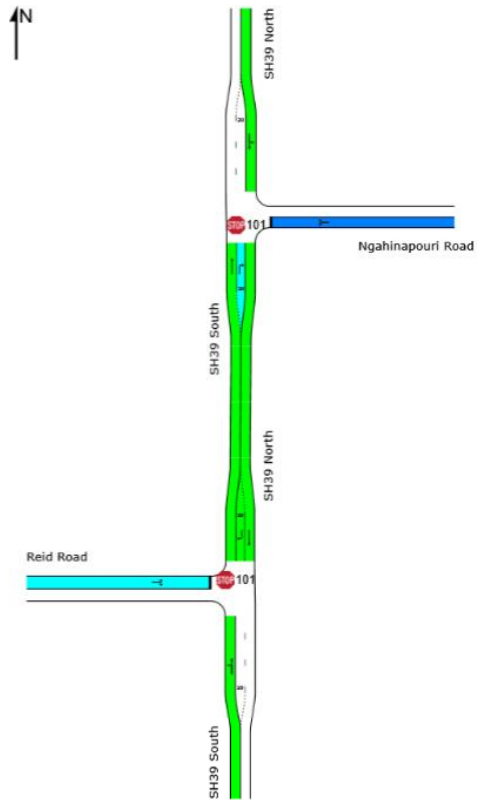 N
SH39 North
STOP 101
Ngahinapouri Road
SH39 South
SH39 North
Reid Road
STOP 101
SH39 South